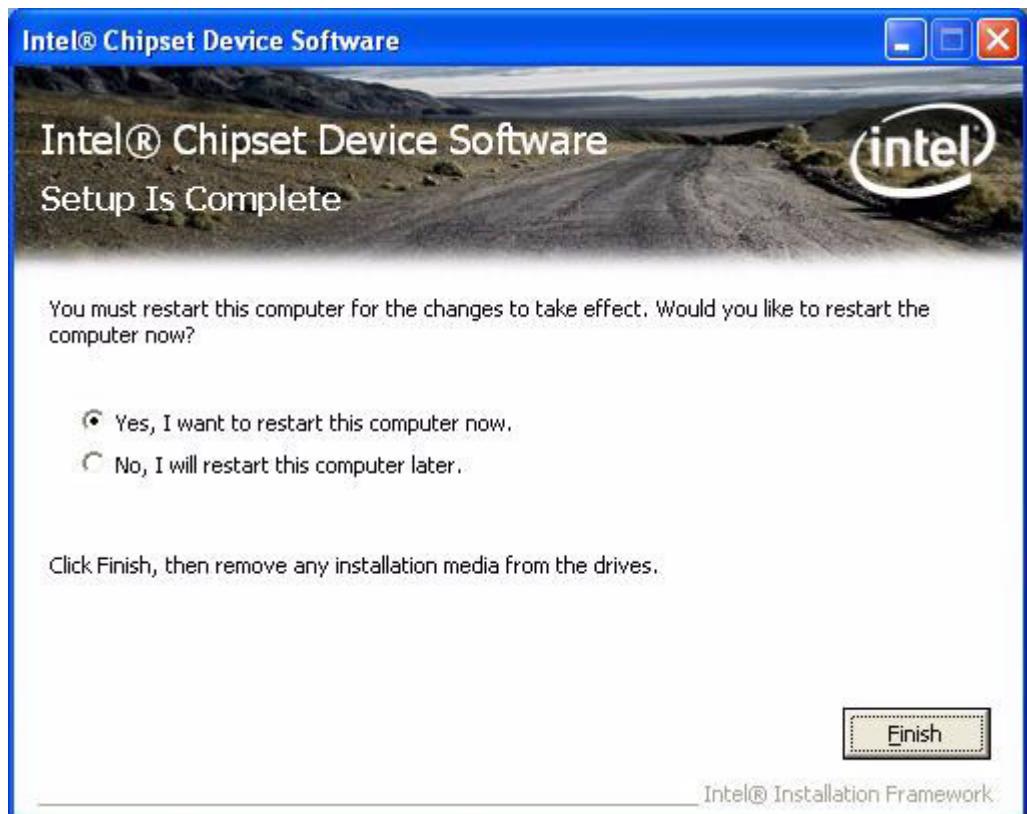 Intel® Chipset Device Software
Intel® Chipset Device Software
intel
Setup Is Complete
You must restart this computer for the changes to take effect. Would you like to restart the
computer now?
Yes, I want to restart this computer now.
No, I will restart this computer later.
Click Finish, then remove any installation media from the drives.
Finish
Intel® Installation Framework